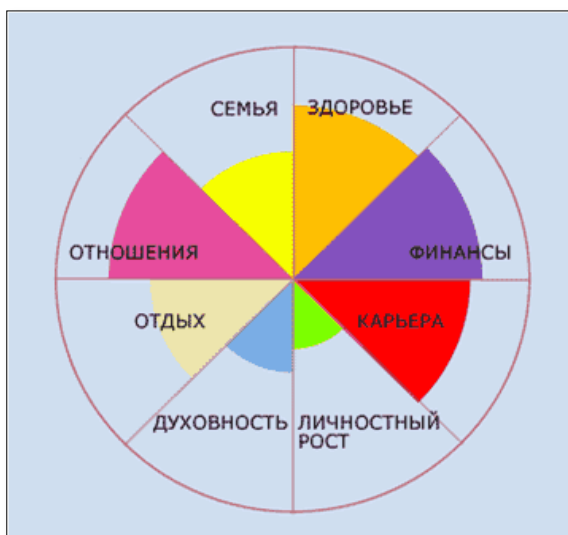 СЕМЬЯ
ЗДОРОВЬЕ
ОТНОШЕНИЯ
ФИНАНСЫ
ОТДЫХ
КАРЬЕРА
ДУХОВНОСТЬ
ЛИЧНОСТНЫЙ
РОСТ